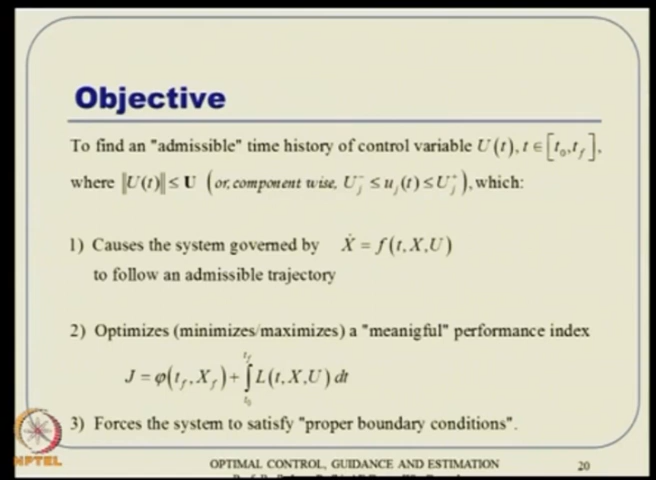 Objective
To find an "admissible" time history of control variable U(t), t ∈ [t₀, t_f],
where ‖U(t)‖ ≤ U (or, component wise, U_j⁻ ≤ u_j(t) ≤ U_j⁺), which:
1) Causes the system governed by Ẋ = f(t, X, U)
to follow an admissible trajectory
2) Optimizes (minimizes/maximizes) a "meanigful" performance index
J = φ(t_f, X_f) + ∫_{t₀}^{t_f} L(t, X, U) dt
3) Forces the system to satisfy "proper boundary conditions".
NPTEL
OPTIMAL CONTROL, GUIDANCE AND ESTIMATION 20